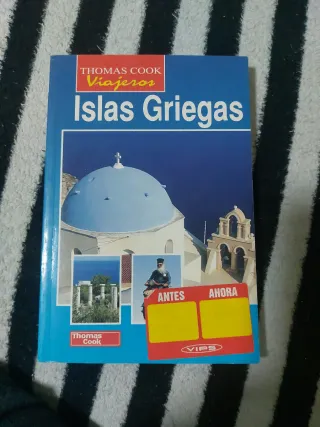 THOMAS COOK
Viajeros
Islas Griegas
ANTES AHORA
Thomas
Cook
VIPS